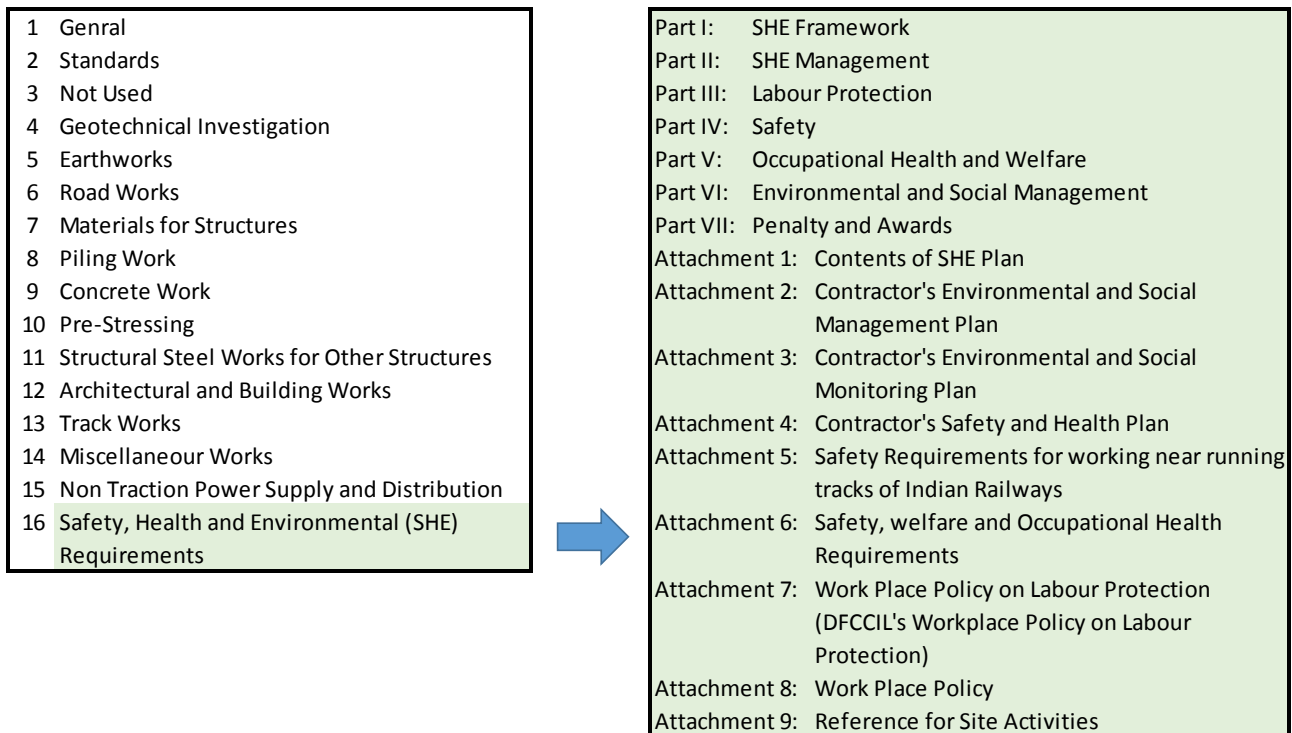 1 Genral
2 Standards
3 Not Used
4 Geotechnical Investigation
5 Earthworks
6 Road Works
7 Materials for Structures
8 Piling Work
9 Concrete Work
10 Pre-Stressing
11 Structural Steel Works for Other Structures
12 Architectural and Building Works
13 Track Works
14 Miscellaneour Works
15 Non Traction Power Supply and Distribution
16 Safety, Health and Environmental (SHE)
Requirements
Part I: SHE Framework
Part II: SHE Management
Part III: Labour Protection
Part IV: Safety
Part V: Occupational Health and Welfare
Part VI: Environmental and Social Management
Part VII: Penalty and Awards
Attachment 1: Contents of SHE Plan
Attachment 2: Contractor's Environmental and Social
Management Plan
Attachment 3: Contractor's Environmental and Social
Monitoring Plan
Attachment 4: Contractor's Safety and Health Plan
Attachment 5: Safety Requirements for working near running
tracks of Indian Railways
Attachment 6: Safety, welfare and Occupational Health
Requirements
Attachment 7: Work Place Policy on Labour Protection
(DFCCIL's Workplace Policy on Labour
Protection)
Attachment 8: Work Place Policy
Attachment 9: Reference for Site Activities